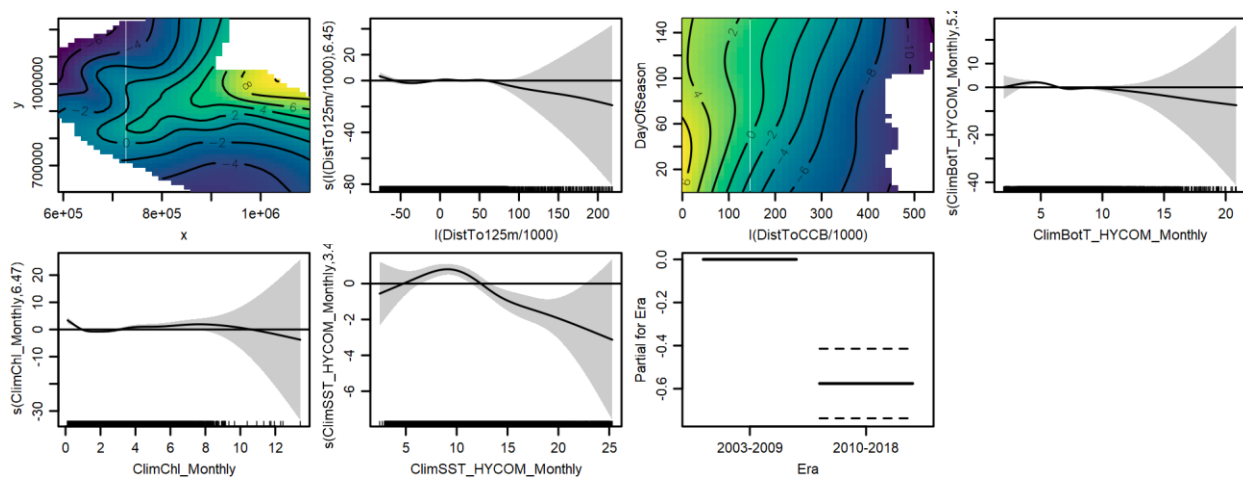 y
1000000
700000
-6
-4
-4
-2
0
2
-4
8
6
6e+05 8e+05 1e+06
x
s(I(DistTo125m/1000),6.45)
40
0
-40
-80
-50 0 50 100 150 200
I(DistTo125m/1000)
DayOfSeason
140
100
60
20
2
4
6
0
-2
-4
-6
-8
-10
0 100 200 300 400 500
I(DistToCCB/1000)
s(ClimBotT_HYCOM_Monthly,5.2
20
0
-20
-40
5 10 15 20
ClimBotT_HYCOM_Monthly
s(ClimChl_Monthly,6.47)
20
10
0
-10
-30
0 2 4 6 8 10 12
ClimChl_Monthly
s(ClimSST_HYCOM_Monthly,3.4
0
-2
-4
-6
5 10 15 20 25
ClimSST_HYCOM_Monthly
Partial for Era
0.0
-0.2
-0.4
-0.6
2003-2009
2010-2018
Era